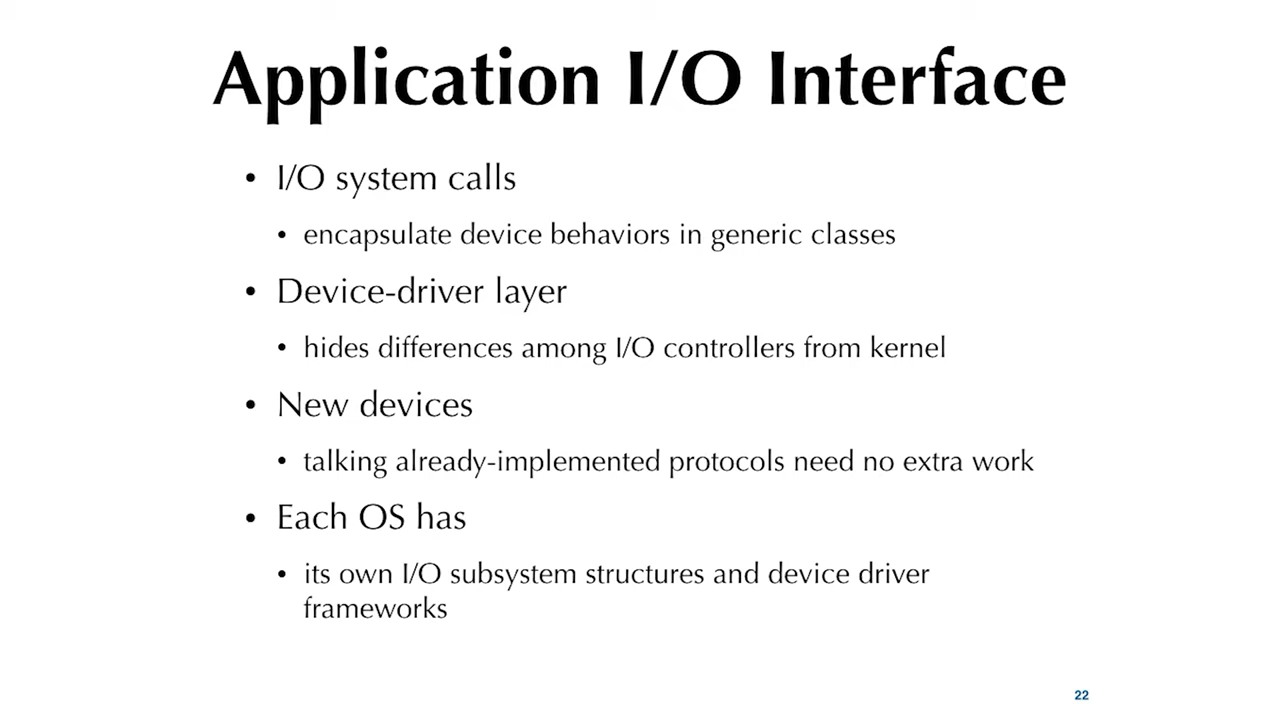 Application I/O Interface
• I/O system calls
• encapsulate device behaviors in generic classes
• Device-driver layer
• hides differences among I/O controllers from kernel
• New devices
• talking already-implemented protocols need no extra work
• Each OS has
• its own I/O subsystem structures and device driver
frameworks
22